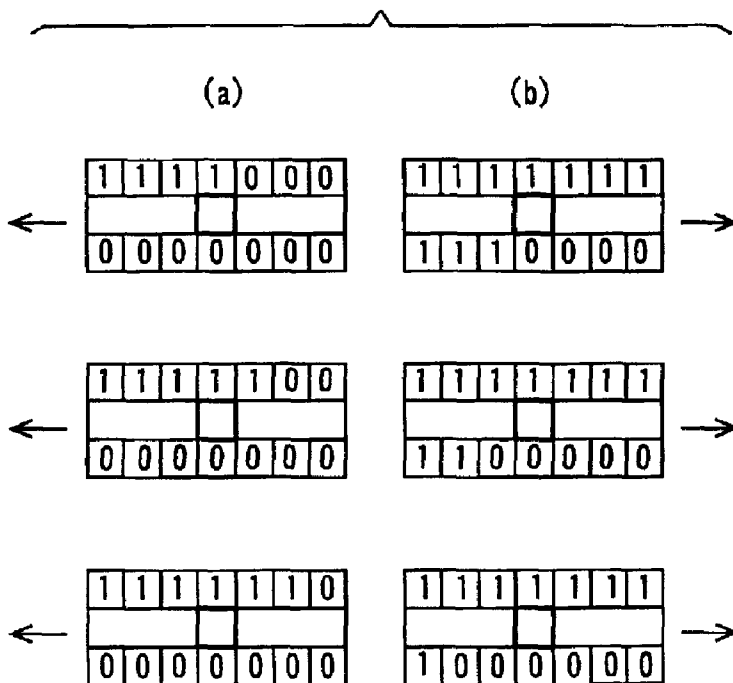 (a) (b)
1 1 1 1 0 0 0 1 1 1 1 1 1 1
0 0 0 0 0 0 0 1 1 1 0 0 0 0
1 1 1 1 1 0 0 1 1 1 1 1 1 1
0 0 0 0 0 0 0 1 1 0 0 0 0 0
1 1 1 1 1 1 0 1 1 1 1 1 1 1
0 0 0 0 0 0 0 1 0 0 0 0 0 0